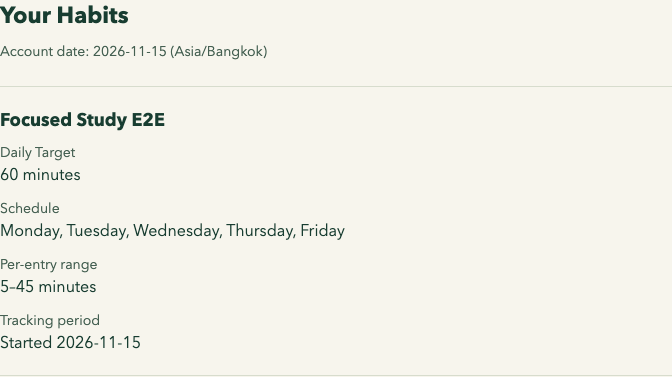 Your Habits
Account date: 2026-11-15 (Asia/Bangkok)
Focused Study E2E
Daily Target
60 minutes
Schedule
Monday, Tuesday, Wednesday, Thursday, Friday
Per-entry range
5–45 minutes
Tracking period
Started 2026-11-15